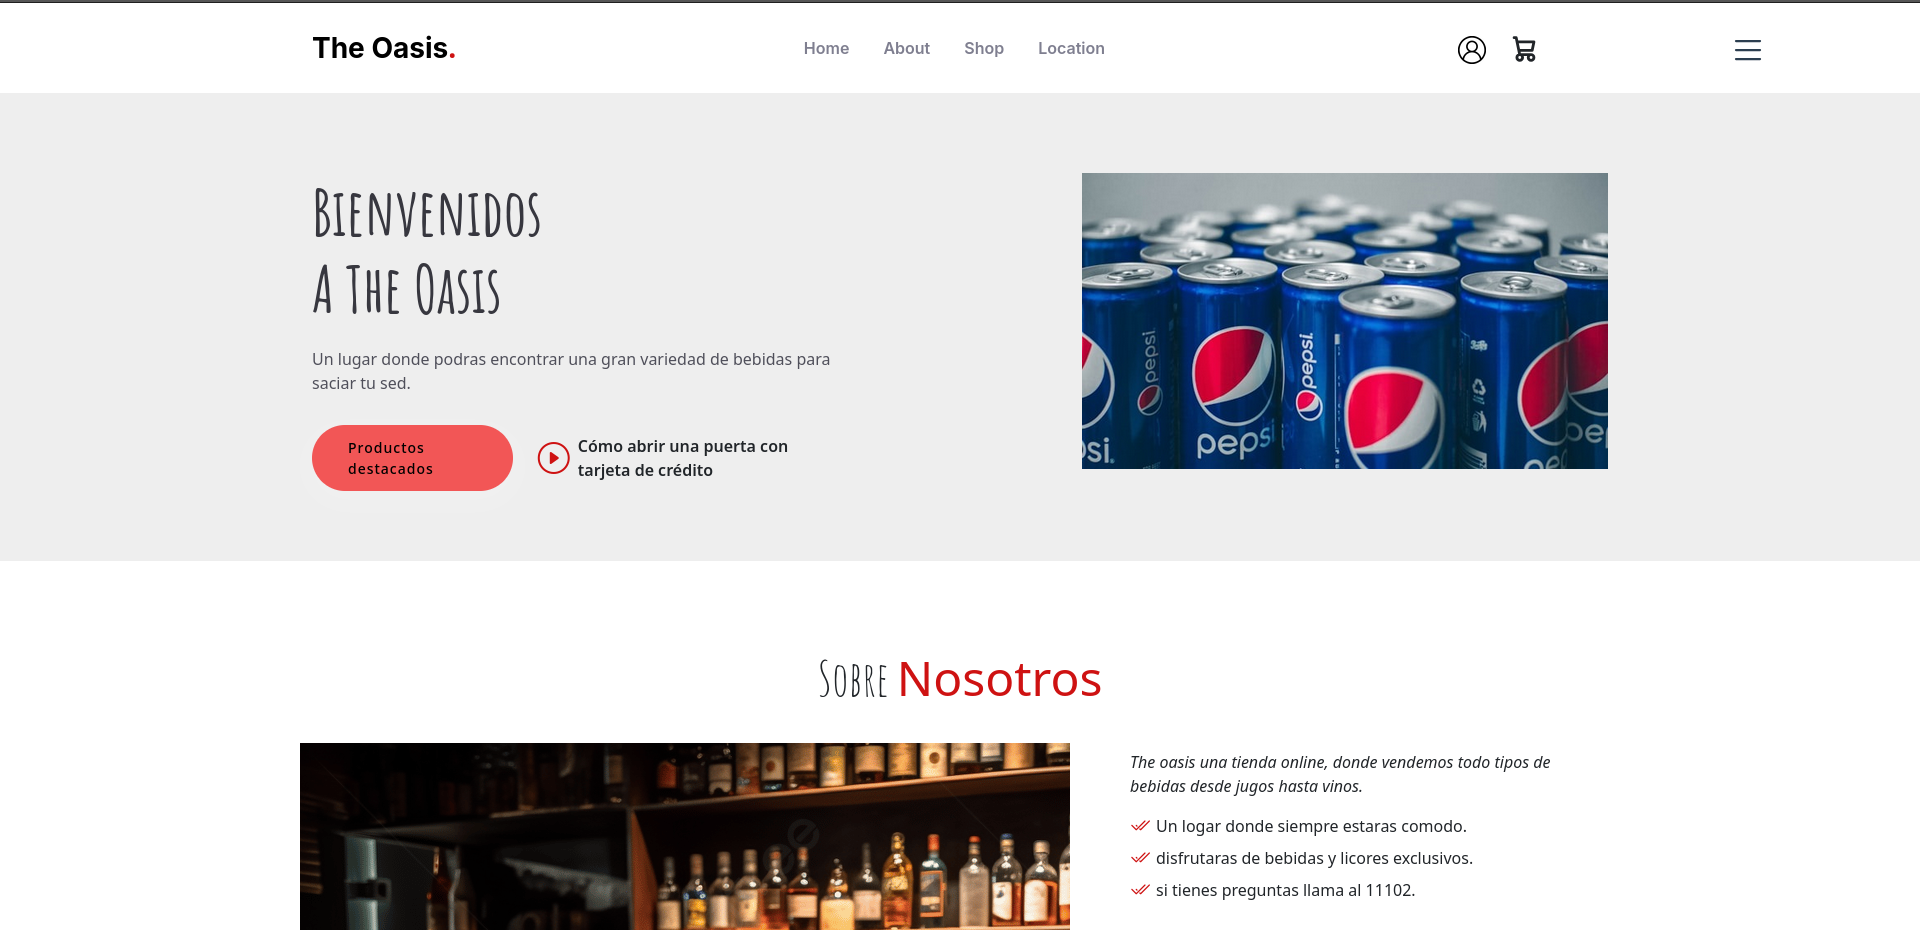 The Oasis.
Home About Shop Location
Bienvenidos
A The Oasis
Un lugar donde podras encontrar una gran variedad de bebidas para
saciar tu sed.
Productos
destacados
Cómo abrir una puerta con
tarjeta de crédito
pepsi.
pepsi.
pepsi
si.
pe
pep
Sobre Nosotros
The oasis una tienda online, donde vendemos todo tipos de
bebidas desde jugos hasta vinos.
Un logar donde siempre estaras comodo.
disfrutaras de bebidas y licores exclusivos.
si tienes preguntas llama al 11102.